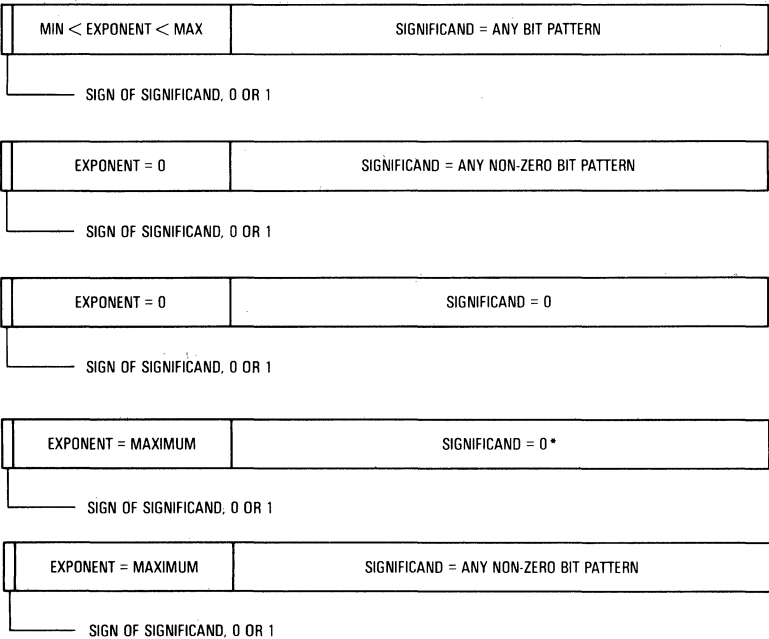 MIN < EXPONENT < MAX SIGNIFICAND = ANY BIT PATTERN
SIGN OF SIGNIFICAND, 0 OR 1
EXPONENT = 0 SIGNIFICAND = ANY NON-ZERO BIT PATTERN
SIGN OF SIGNIFICAND, 0 OR 1
EXPONENT = 0 SIGNIFICAND = 0
SIGN OF SIGNIFICAND, 0 OR 1
EXPONENT = MAXIMUM SIGNIFICAND = 0*
SIGN OF SIGNIFICAND, 0 OR 1
EXPONENT = MAXIMUM SIGNIFICAND = ANY NON-ZERO BIT PATTERN
SIGN OF SIGNIFICAND, 0 OR 1